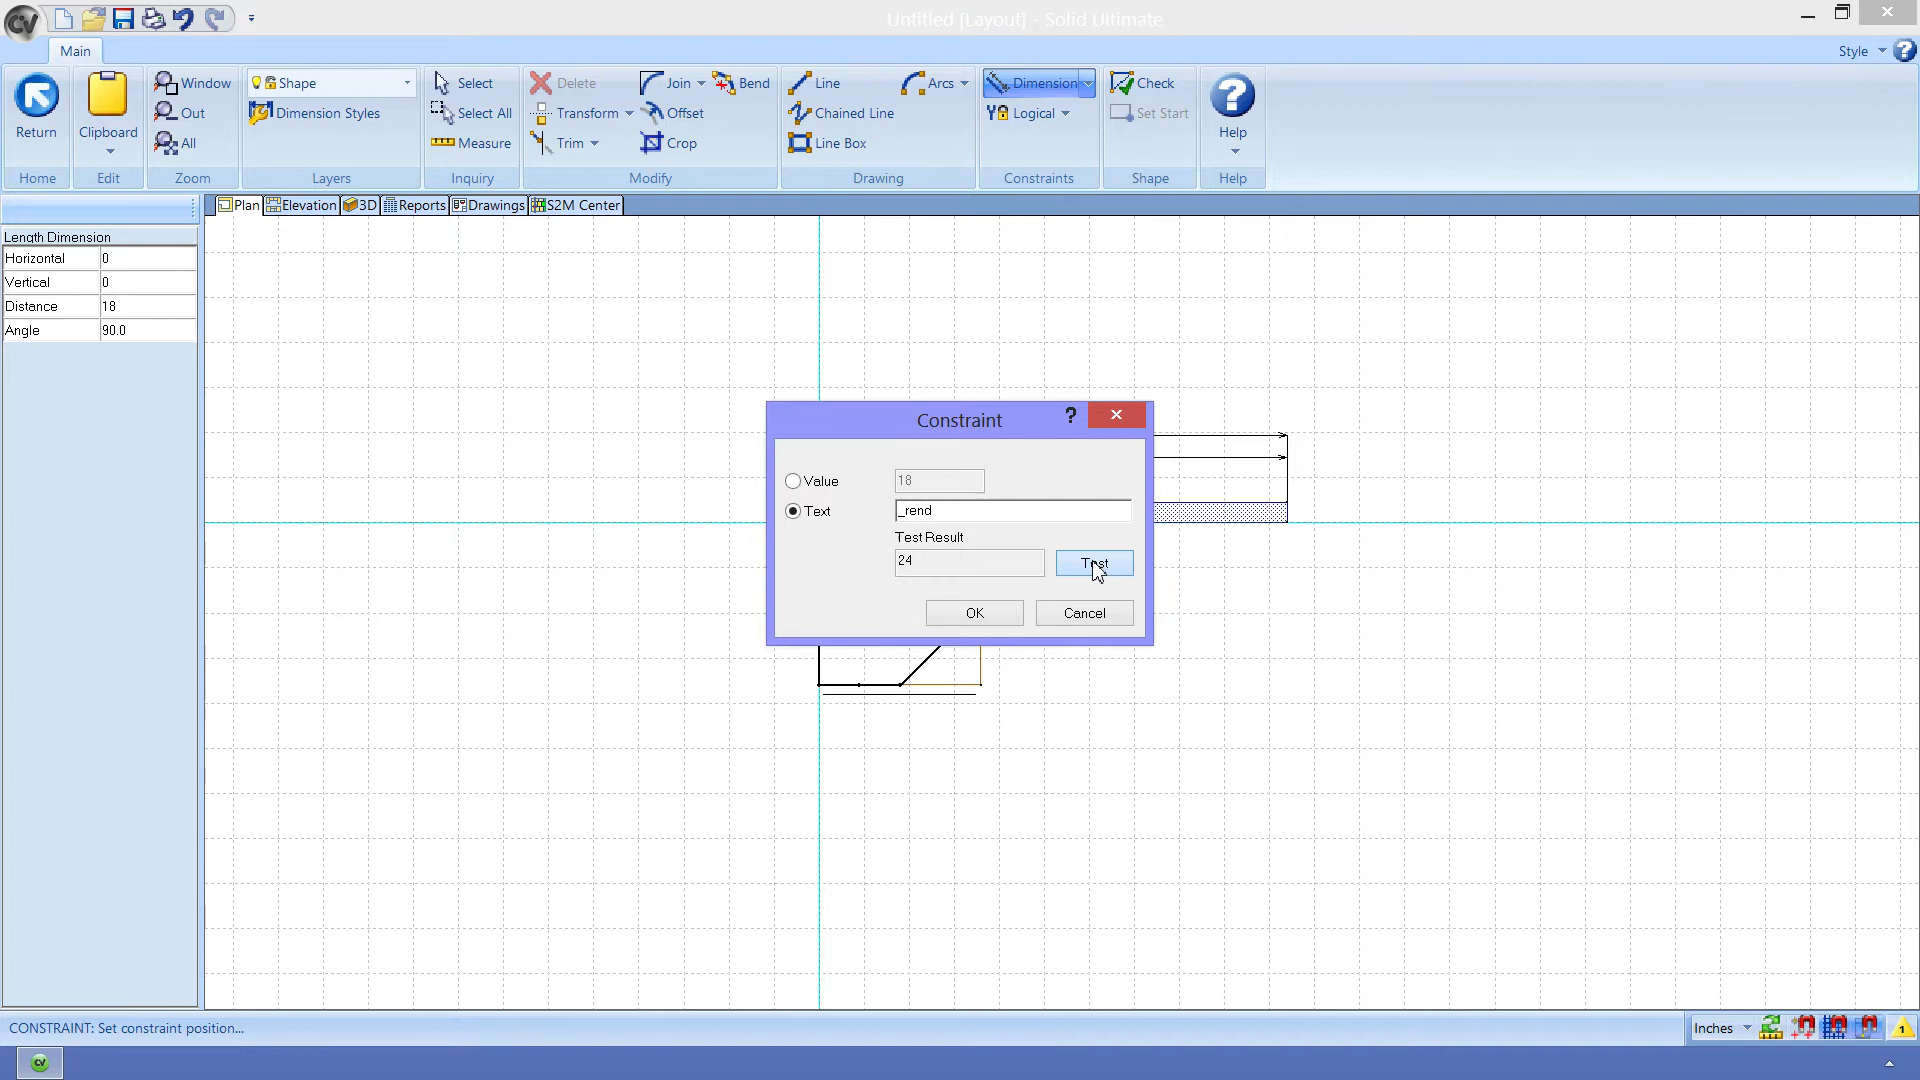 Untitled [Layout] - Solid Ultimate
Main
Style
Return
Clipboard
Window
Out
All
Shape
Dimension Styles
Select
Select All
Measure
Delete
Transform
Trim
Join
Bend
Offset
Crop
Line
Arcs
Chained Line
Line Box
Dimension
Logical
Check
Set Start
Help
Home
Edit
Zoom
Layers
Inquiry
Modify
Drawing
Constraints
Shape
Help
Plan
Elevation
3D
Reports
Drawings
S2M Center
Length Dimension
Horizontal 0
Vertical 0
Distance 18
Angle 90.0
Constraint
?
Value 18
Text _rend
Test Result
24
Test
OK
Cancel
CONSTRAINT: Set constraint position...
Inches
1
CV